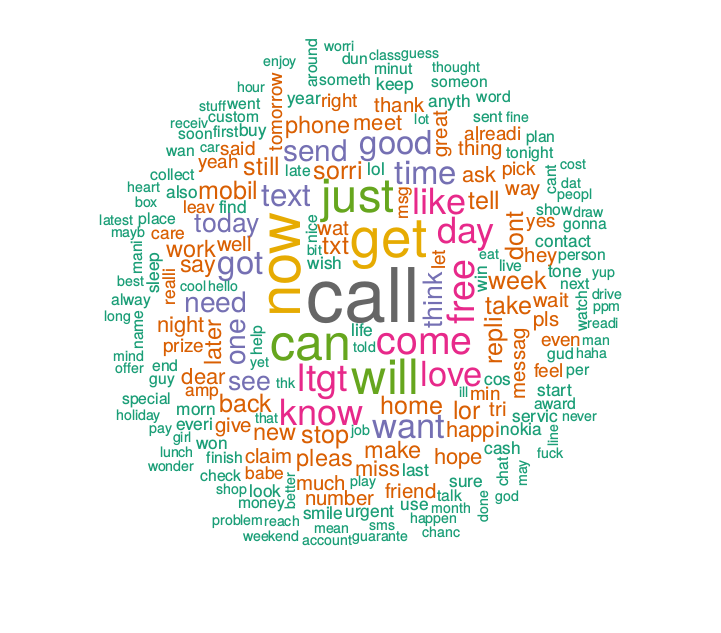 worri
around
enjoy
dun
class
guess
minut
thought
someth
keep
someon
hour
tomorrow
year
right
thank
anyth
word
stuff
went
custom
phone
meet
lot
great
sent
fine
receiv
soon
first
buy
send
good
alreadi
plan
wan
car
said
thing
tonight
yeah
still
late
sorri
lol
time
ask
pick
cant
cost
collect
heart
also
mobil
text
just
msg
like
tell
way
dat
peopl
box
leav
find
nice
show
draw
latest
place
today
wat
day
dont
yes
gonna
mayb
care
bit
txt
get
let
contact
mani
work
well
now
hey
person
sleep
say
got
wish
eat
live
tone
yup
best
realli
think
win
week
next
alway
cool
hello
call
free
drive
long
need
take
wait
watch
ppm
name
night
later
one
help
can
life
come
repli
pls
readi
mind
prize
yet
told
messag
even
man
offer
end
gud
haha
guy
dear
see
thk
ltgt
will
love
cos
feel
per
special
amp
ill
min
start
holiday
morn
back
know
home
lor
tri
award
pay
everi
give
that
job
want
happi
servic
never
girl
won
new
stop
nokia
line
lunch
finish
claim
pleas
make
hope
cash
fuck
wonder
check
babe
miss
last
chat
may
shop
look
better
much
play
friend
sure
money
number
use
talk
done
god
problem
reach
smile
urgent
month
mean
sms
happen
weekend
account
guarante
chanc